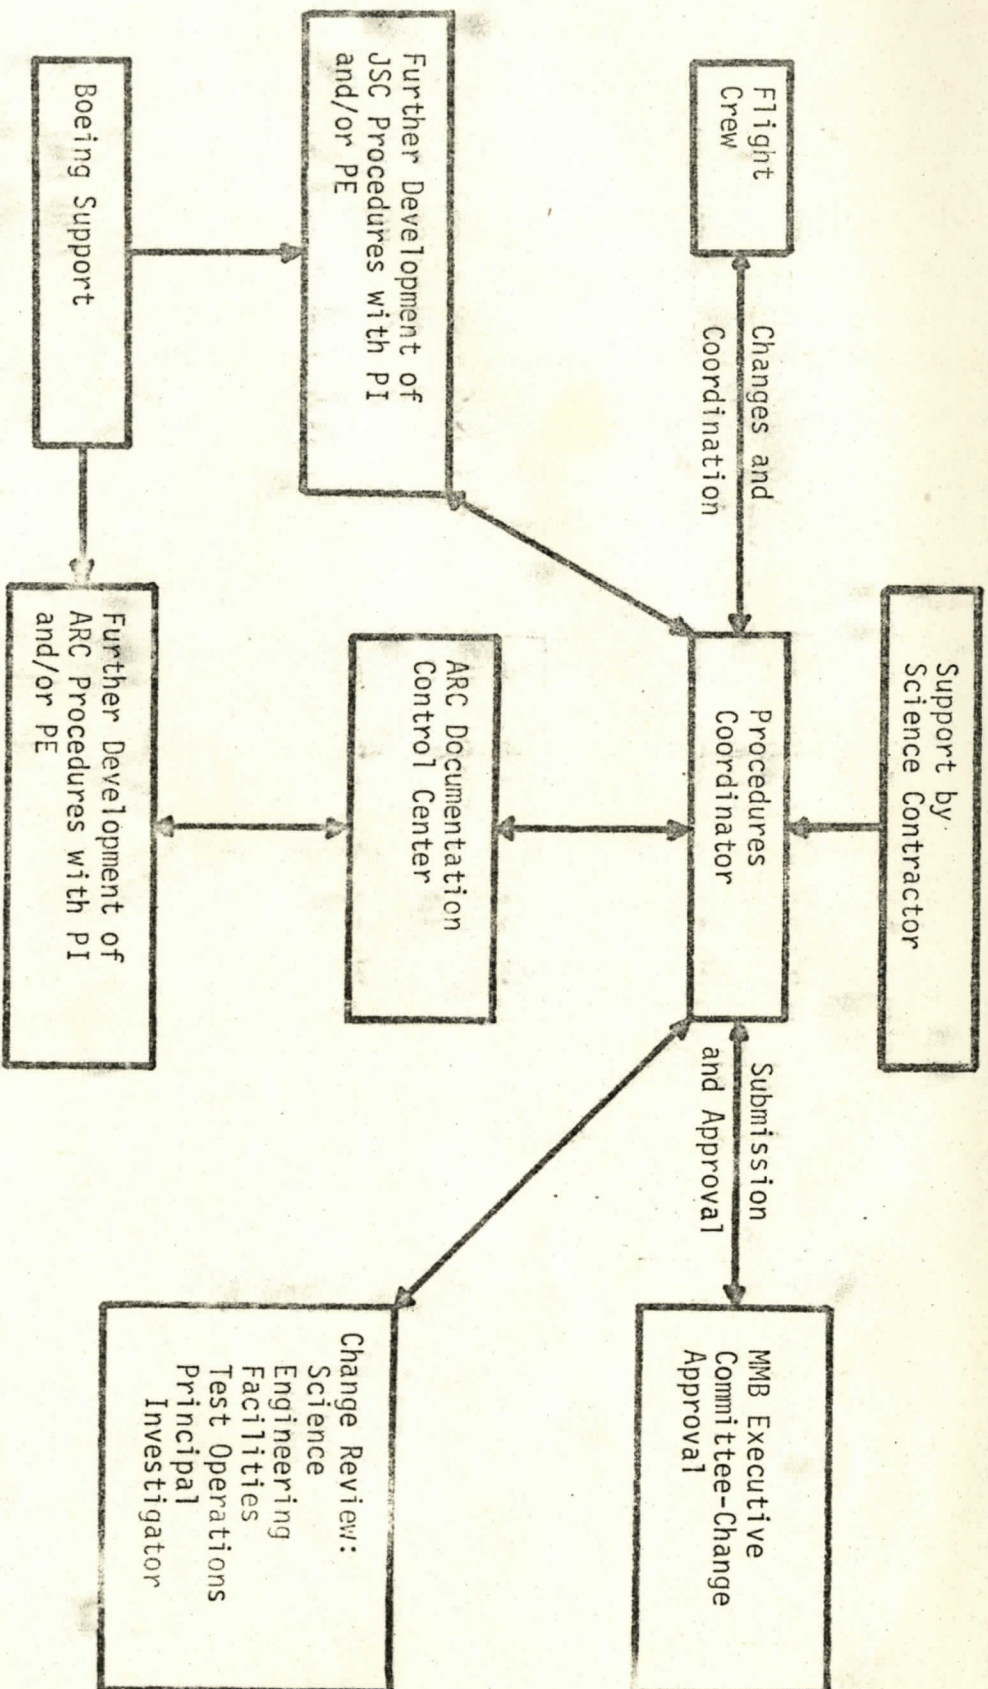 Support by
Science Contractor
Flight
Crew
Changes and
Coordination
Procedures
Coordinator
Submission
and Approval
MMB Executive
Committee-Change
Approval
Further Development of
JSC Procedures with PI
and/or PE
ARC Documentation
Control Center
Change Review:
Science
Engineering
Facilities
Test Operations
Principal
Investigator
Boeing Support
Further Development of
ARC Procedures with PI
and/or PE